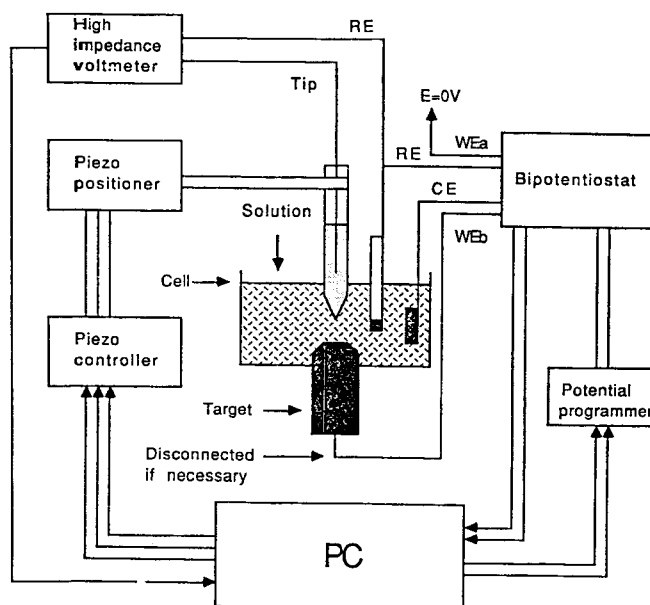 High
impedance
voltmeter
RE
Tip
E=0V
WEa
RE
Bipotentiostat
CE
WEb
Piezo
positioner
Solution
Cell
Piezo
controller
Target
Potential
programmer
Disconnected
if necessary
PC